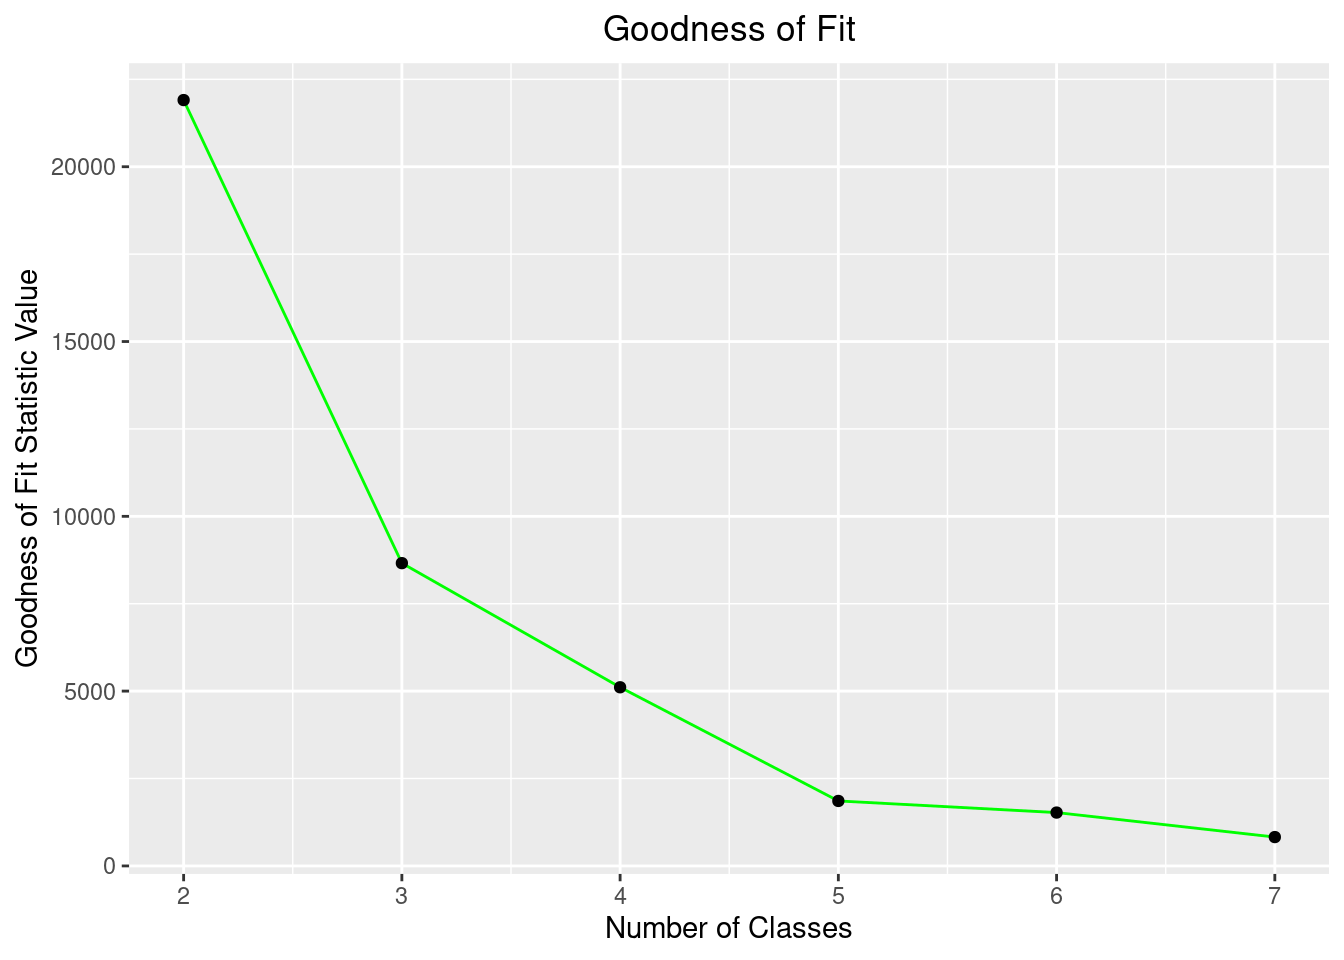 Goodness of Fit
Goodness of Fit Statistic Value
20000
15000
10000
5000
0
2 3 4 5 6 7
Number of Classes